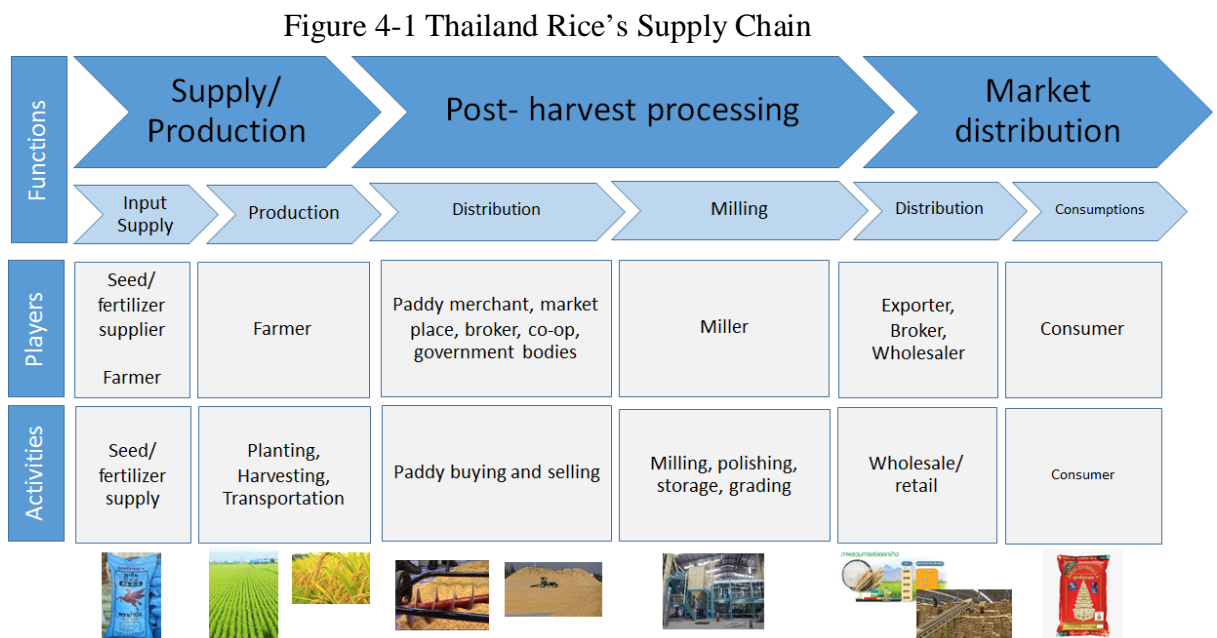 Figure 4-1 Thailand Rice’s Supply Chain
Functions
Supply/
Production
Post- harvest processing
Market
distribution
Input
Supply
Production
Distribution
Milling
Distribution
Consumptions
Players
Seed/
fertilizer
supplier
Farmer
Farmer
Paddy merchant, market
place, broker, co-op,
government bodies
Miller
Exporter,
Broker,
Wholesaler
Consumer
Activities
Seed/
fertilizer
supply
Planting,
Harvesting,
Transportation
Paddy buying and selling
Milling, polishing,
storage, grading
Wholesale/
retail
Consumer